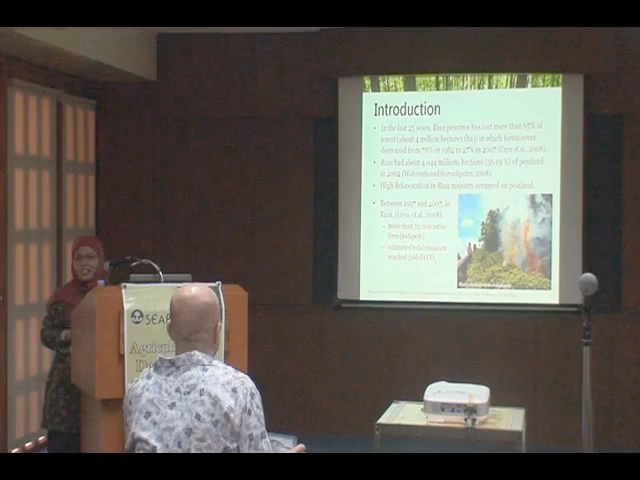 Introduction
• In the last 25 years, Riau province has lost more than 65% of
forest (about 4 million hectares (ha)) in which forest cover
decreased from 78% in 1982 to 27% in 2007 (Uryu et al., 2008).
• Riau had about 4.044 millions hectares (56.19 %) of peatland
in 2002 (Wahyunto and Suryadiputra, 2008).
• High deforestation in Riau majority occurred on peatland.
• Between 1997 and 2007, in
Riau, (Uryu, et al., 2008).
– more than 72,000 active
fires (hotspots)
– estimated total emission
reached 3.66 Gt CO₂
SEAR
Agricul